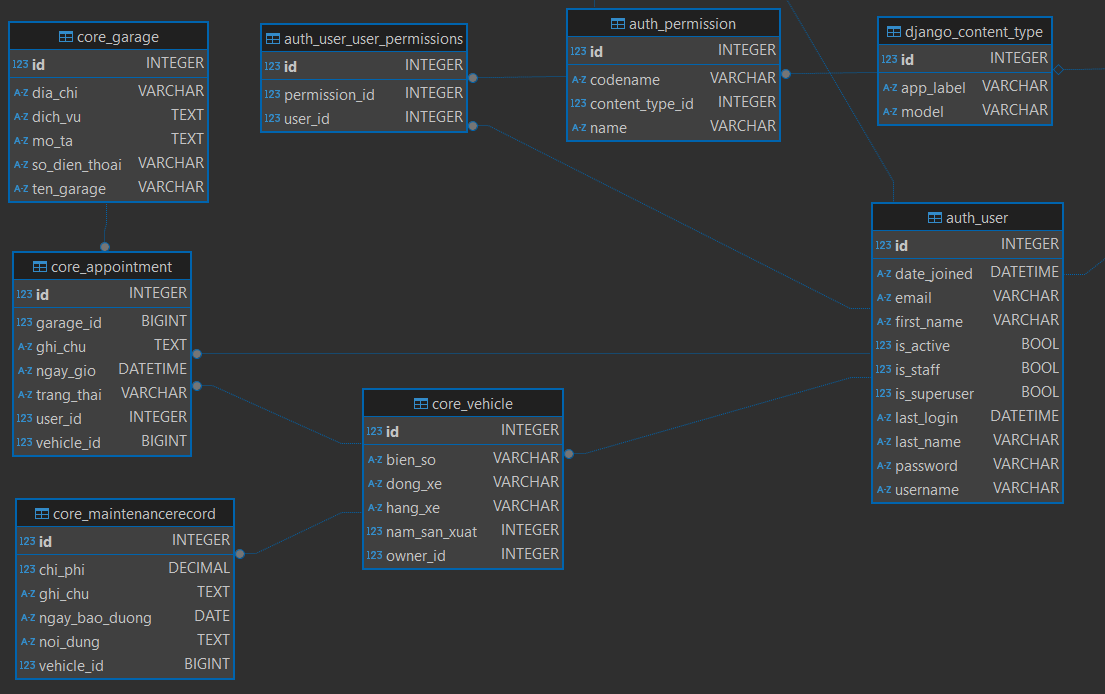 core_garage
123 id INTEGER
A-Z dia_chi VARCHAR
A-Z dich_vu TEXT
A-Z mo_ta TEXT
A-Z so_dien_thoai VARCHAR
A-Z ten_garage VARCHAR
auth_user_user_permissions
123 id INTEGER
123 permission_id INTEGER
123 user_id INTEGER
auth_permission
123 id INTEGER
A-Z codename VARCHAR
123 content_type_id INTEGER
A-Z name VARCHAR
django_content_type
123 id INTEGER
A-Z app_label VARCHAR
A-Z model VARCHAR
auth_user
123 id INTEGER
A-Z date_joined DATETIME
A-Z email VARCHAR
A-Z first_name VARCHAR
123 is_active BOOL
123 is_staff BOOL
123 is_superuser BOOL
A-Z last_login DATETIME
A-Z last_name VARCHAR
A-Z password VARCHAR
A-Z username VARCHAR
core_appointment
123 id INTEGER
123 garage_id BIGINT
A-Z ghi_chu TEXT
A-Z ngay_gio DATETIME
A-Z trang_thai VARCHAR
123 user_id INTEGER
123 vehicle_id BIGINT
core_vehicle
123 id INTEGER
A-Z bien_so VARCHAR
A-Z dong_xe VARCHAR
A-Z hang_xe VARCHAR
123 nam_san_xuat INTEGER
123 owner_id INTEGER
core_maintenancerecord
123 id INTEGER
123 chi_phi DECIMAL
A-Z ghi_chu TEXT
A-Z ngay_bao_duong DATE
A-Z noi_dung TEXT
123 vehicle_id BIGINT